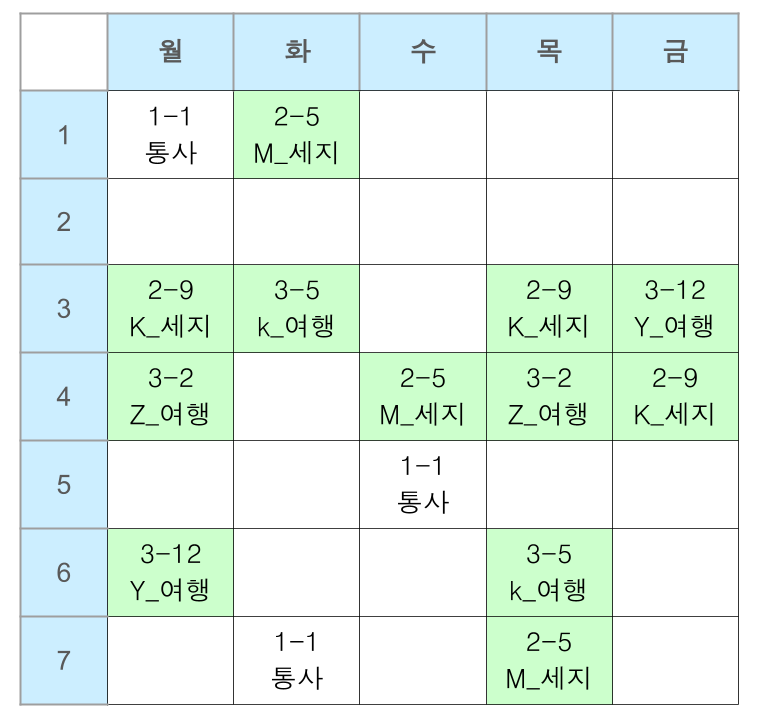 월 화 수 목 금
1 1-1 2-5
통사 M_세지
2
3 2-9 3-5 2-9 3-12
K_세지 k_여행 K_세지 Y_여행
4 3-2 2-5 3-2 2-9
Z_여행 M_세지 Z_여행 K_세지
5 1-1
통사
6 3-12 3-5
Y_여행 k_여행
7 1-1 2-5
통사 M_세지